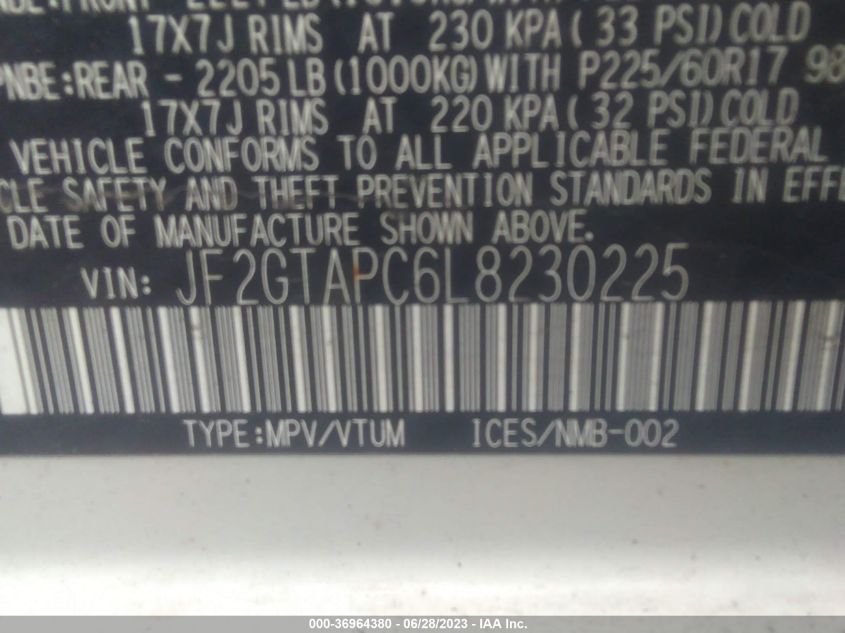 17X7J RIMS AT 230 KPA( 33 PSI)COLD
PNBE:REAR - 2205 LB(1000KG)WITH P225/60R17 98
17X7J RIMS AT 220 KPA( 32 PSI)COLD
VEHICLE CONFORMS TO ALL APPLICABLE FEDERAL
CLE SAFETY AND THEFT PREVENTION STANDARDS IN EFFE
DATE OF MANUFACTURE SHOWN ABOVE.
VIN: JF2GTAPC6L8230225
TYPE:MPV/VTUM ICES/NMB-002
000-36964380 / 06/28/2023 - IAA Inc.